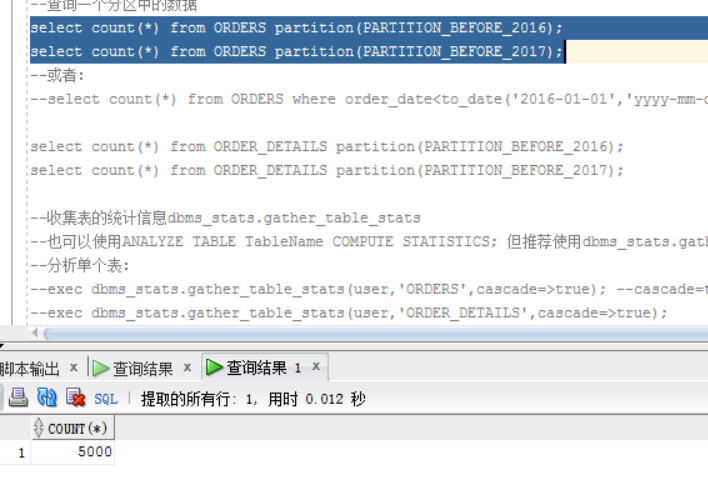 --查询一个分区中的数据
select count(*) from ORDERS partition(PARTITION_BEFORE_2016);
select count(*) from ORDERS partition(PARTITION_BEFORE_2017);
--或者:
--select count(*) from ORDERS where order_date<to_date('2016-01-01','yyyy-mm-
select count(*) from ORDER_DETAILS partition(PARTITION_BEFORE_2016);
select count(*) from ORDER_DETAILS partition(PARTITION_BEFORE_2017);
--收集表的统计信息dbms_stats.gather_table_stats
--也可以使用ANALYZE TABLE TableName COMPUTE STATISTICS; 但推荐使用dbms_stats.gat
--分析单个表:
--exec dbms_stats.gather_table_stats(user,'ORDERS',cascade=>true); --cascade=
--exec dbms_stats.gather_table_stats(user,'ORDER_DETAILS',cascade=>true);
脚本输出 x 查询结果 x 查询结果 1 x
SQL | 提取的所有行: 1, 用时 0.012 秒
COUNT(*)
1 5000